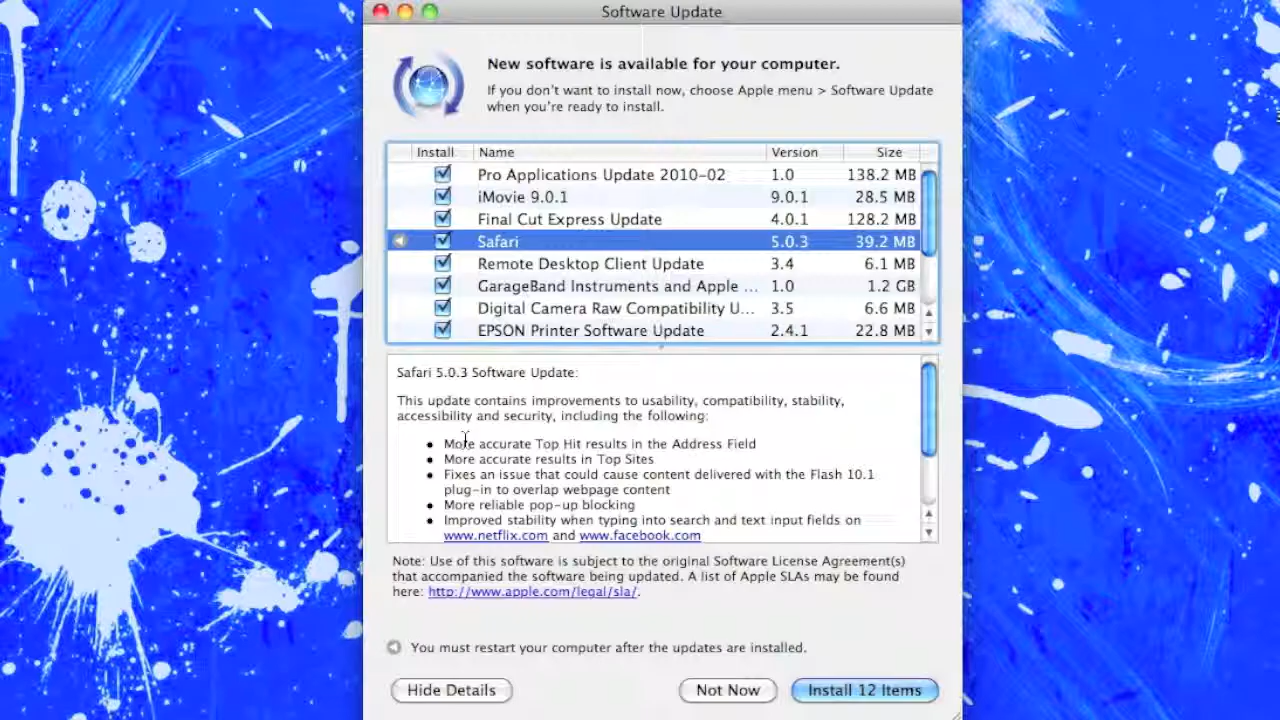 Software Update
New software is available for your computer.
If you don't want to install now, choose Apple menu > Software Update
when you're ready to install.
Install Name Version Size
Pro Applications Update 2010-02 1.0 138.2 MB
iMovie 9.0.1 9.0.1 28.5 MB
Final Cut Express Update 4.0.1 128.2 MB
Safari 5.0.3 39.2 MB
Remote Desktop Client Update 3.4 6.1 MB
GarageBand Instruments and Apple ... 1.0 1.2 GB
Digital Camera Raw Compatibility U... 3.5 6.6 MB
EPSON Printer Software Update 2.4.1 22.8 MB
Safari 5.0.3 Software Update:
This update contains improvements to usability, compatibility, stability,
accessibility and security, including the following:
• More accurate Top Hit results in the Address Field
• More accurate results in Top Sites
• Fixes an issue that could cause content delivered with the Flash 10.1
plug-in to overlap webpage content
• More reliable pop-up blocking
• Improved stability when typing into search and text input fields on
www.netflix.com and www.facebook.com
Note: Use of this software is subject to the original Software License Agreement(s)
that accompanied the software being updated. A list of Apple SLAs may be found
here: http://www.apple.com/legal/sla/.
You must restart your computer after the updates are installed.
Hide Details Not Now Install 12 Items